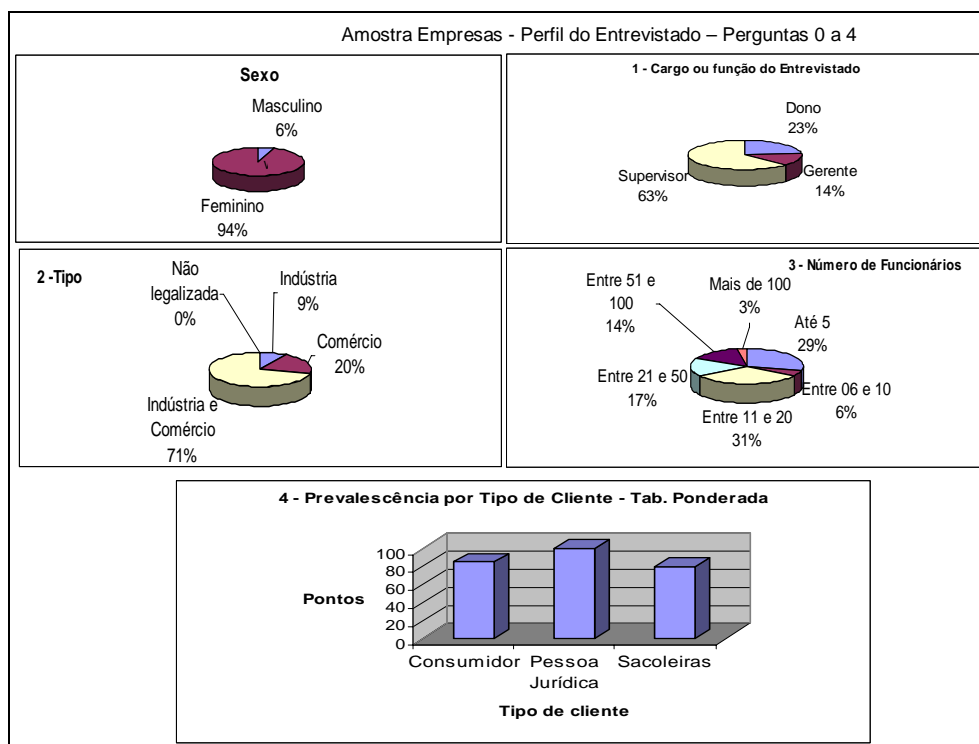 Amostra Empresas - Perfil do Entrevistado – Perguntas 0 a 4
Sexo
Masculino
6%
Feminino
94%
1 - Cargo ou função do Entrevistado
Dono
23%
Gerente
14%
Supervisor
63%
2 -Tipo
Não
legalizada
0%
Indústria
9%
Comércio
20%
Indústria e
Comércio
71%
3 - Número de Funcionários
Entre 51 e
100
14%
Mais de 100
3%
Até 5
29%
Entre 06 e 10
6%
Entre 11 e 20
31%
Entre 21 e 50
17%
4 - Prevalescência por Tipo de Cliente - Tab. Ponderada
Pontos
100
80
60
40
20
0
Consumidor
Pessoa
Jurídica
Sacoleiras
Tipo de cliente